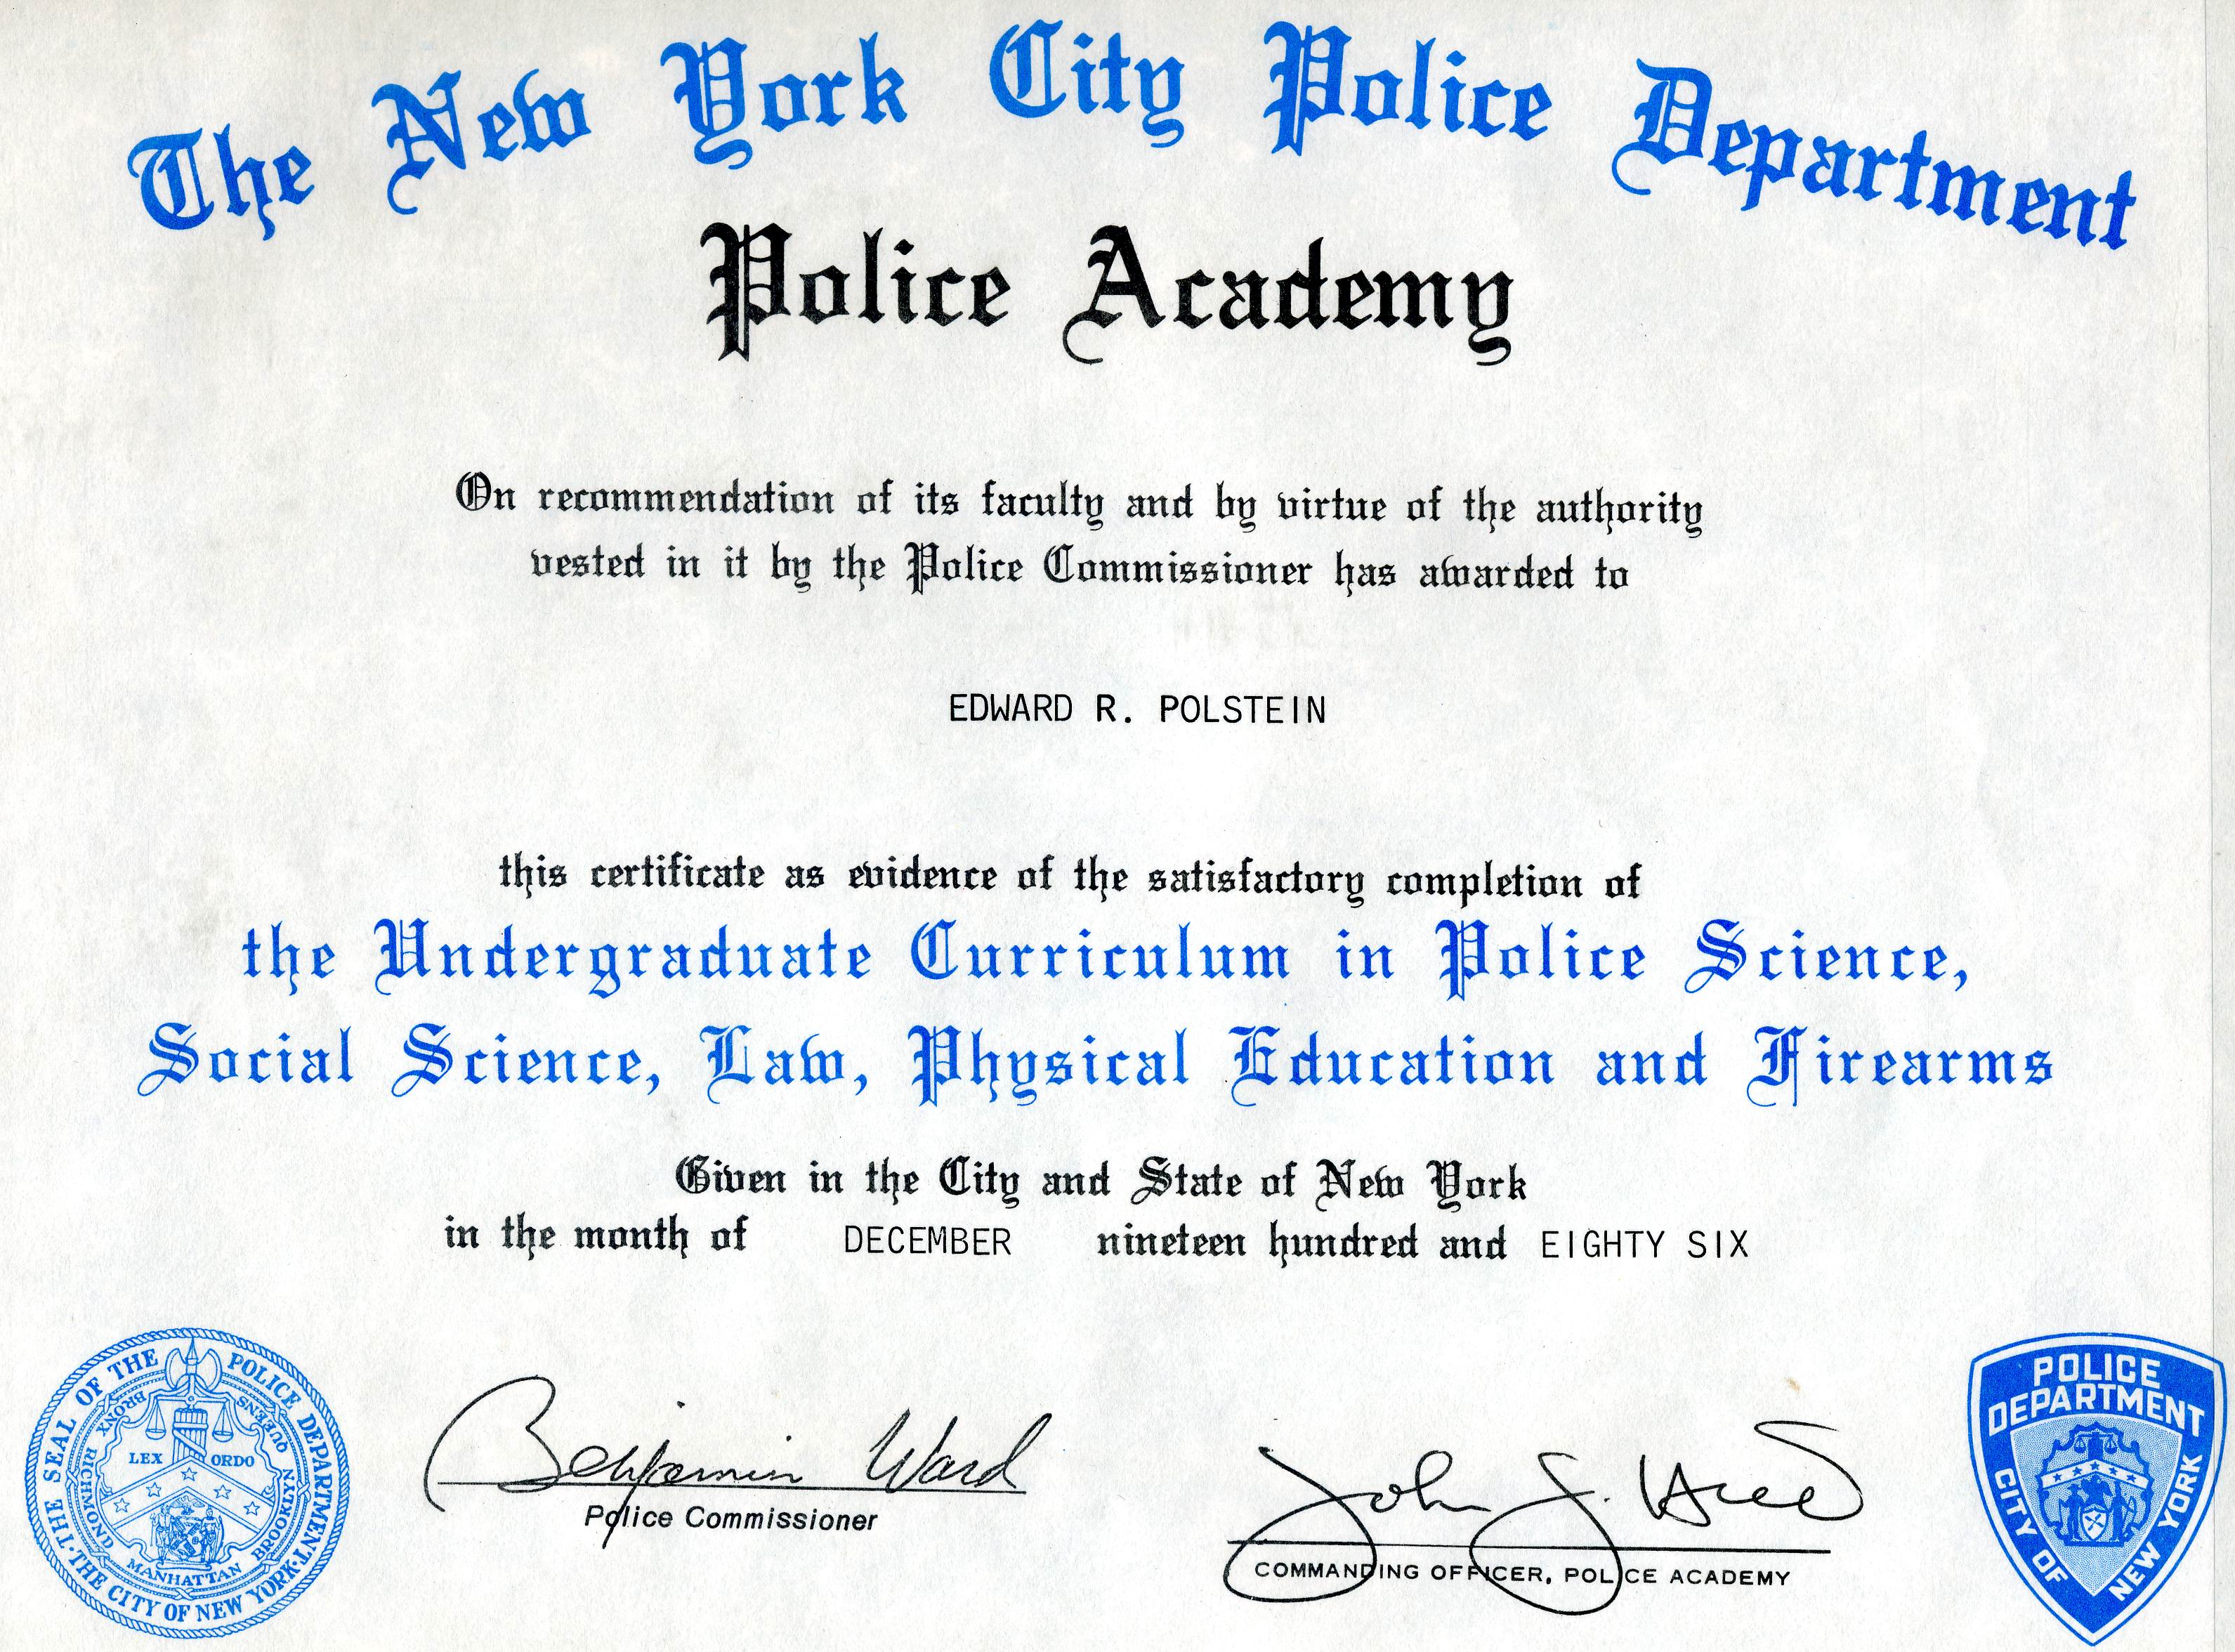 The New York City Police Department
Police Academy
On recommendation of its faculty and by virtue of the authority
vested in it by the Police Commissioner has awarded to
EDWARD R. POLSTEIN
this certificate as evidence of the satisfactory completion of
the Undergraduate Curriculum in Police Science,
Social Science, Law, Physical Education and Firearms
Given in the City and State of New York
in the month of DECEMBER nineteen hundred and EIGHTY SIX
THE SEAL OF THE POLICE DEPARTMENT
THE CITY OF NEW YORK
BRONX QUEENS
RICHMOND BROOKLYN
MANHATTAN
LEX ORDO
Benjamin Ward
Police Commissioner
John J.
COMMANDING OFFICER, POLICE ACADEMY
POLICE
DEPARTMENT
CITY OF
NEW YORK